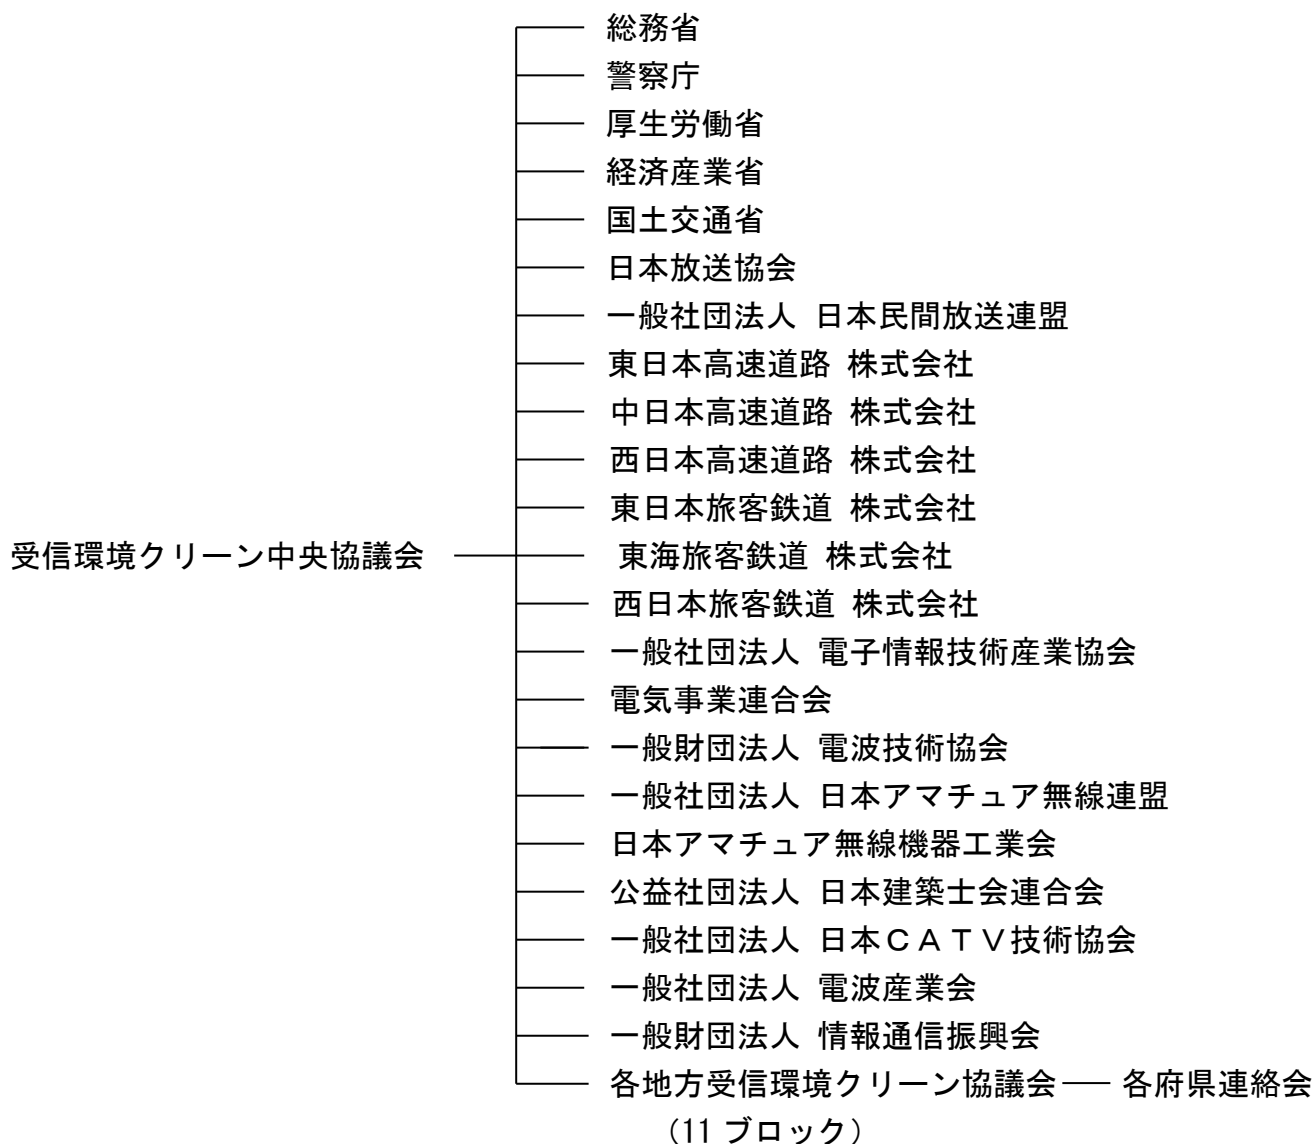 総務省
警察庁
厚生労働省
経済産業省
国土交通省
日本放送協会
一般社団法人 日本民間放送連盟
東日本高速道路 株式会社
中日本高速道路 株式会社
西日本高速道路 株式会社
東日本旅客鉄道 株式会社
受信環境クリーン中央協議会
東海旅客鉄道 株式会社
西日本旅客鉄道 株式会社
一般社団法人 電子情報技術産業協会
電気事業連合会
一般財団法人 電波技術協会
一般社団法人 日本アマチュア無線連盟
日本アマチュア無線機器工業会
公益社団法人 日本建築士会連合会
一般社団法人 日本CATV技術協会
一般社団法人 電波産業会
一般財団法人 情報通信振興会
各地方受信環境クリーン協議会 ― 各府県連絡会
(11 ブロック)